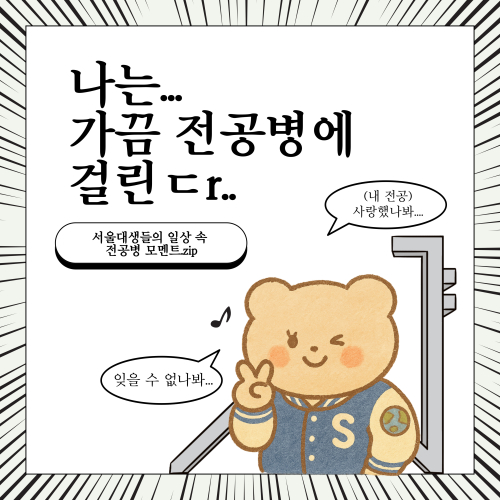 나는...
가끔 전공병에
걸린ㄷr..
서울대생들의 일상 속
전공병 모멘트.zip
(내 전공)
사랑했나봐....
잊을 수 없나봐...
S